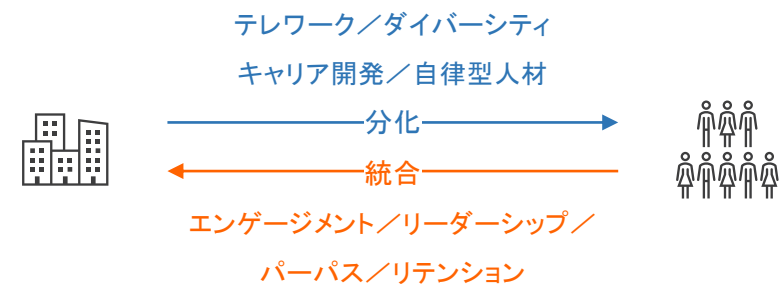 テレワーク／ダイバーシティ
キャリア開発／自律型人材
分化
統合
エンゲージメント／リーダーシップ／
パーパス／リテンション